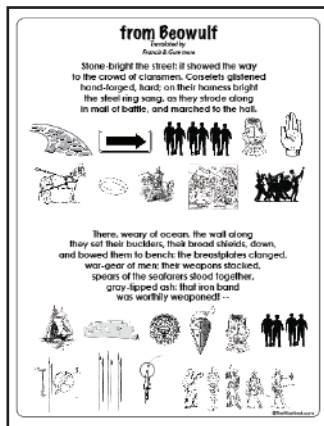 from Beowulf
Translated by
Francis B. Gummere
Stone-bright the street: it showed the way
to the crowd of clansmen. Corselets glistened
hand-forged, hard; on their harness bright
the steel ring sang, as they strode along
in mail of battle, and marched to the hall.
There, weary of ocean, the wall along
they set their bucklers, their broad shields, down,
and bowed them to bench: the breastplates clanged,
war-gear of men; their weapons stacked,
spears of the seafarers stood together,
gray-tipped ash: that iron band
was worthily weaponed! --